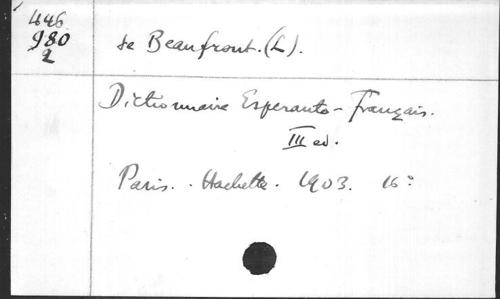 446
980
2
de Beaufront. (L).
Dictionnaire Esperanto-Français.
III ed.
Paris. Hachette. 1903. 16°